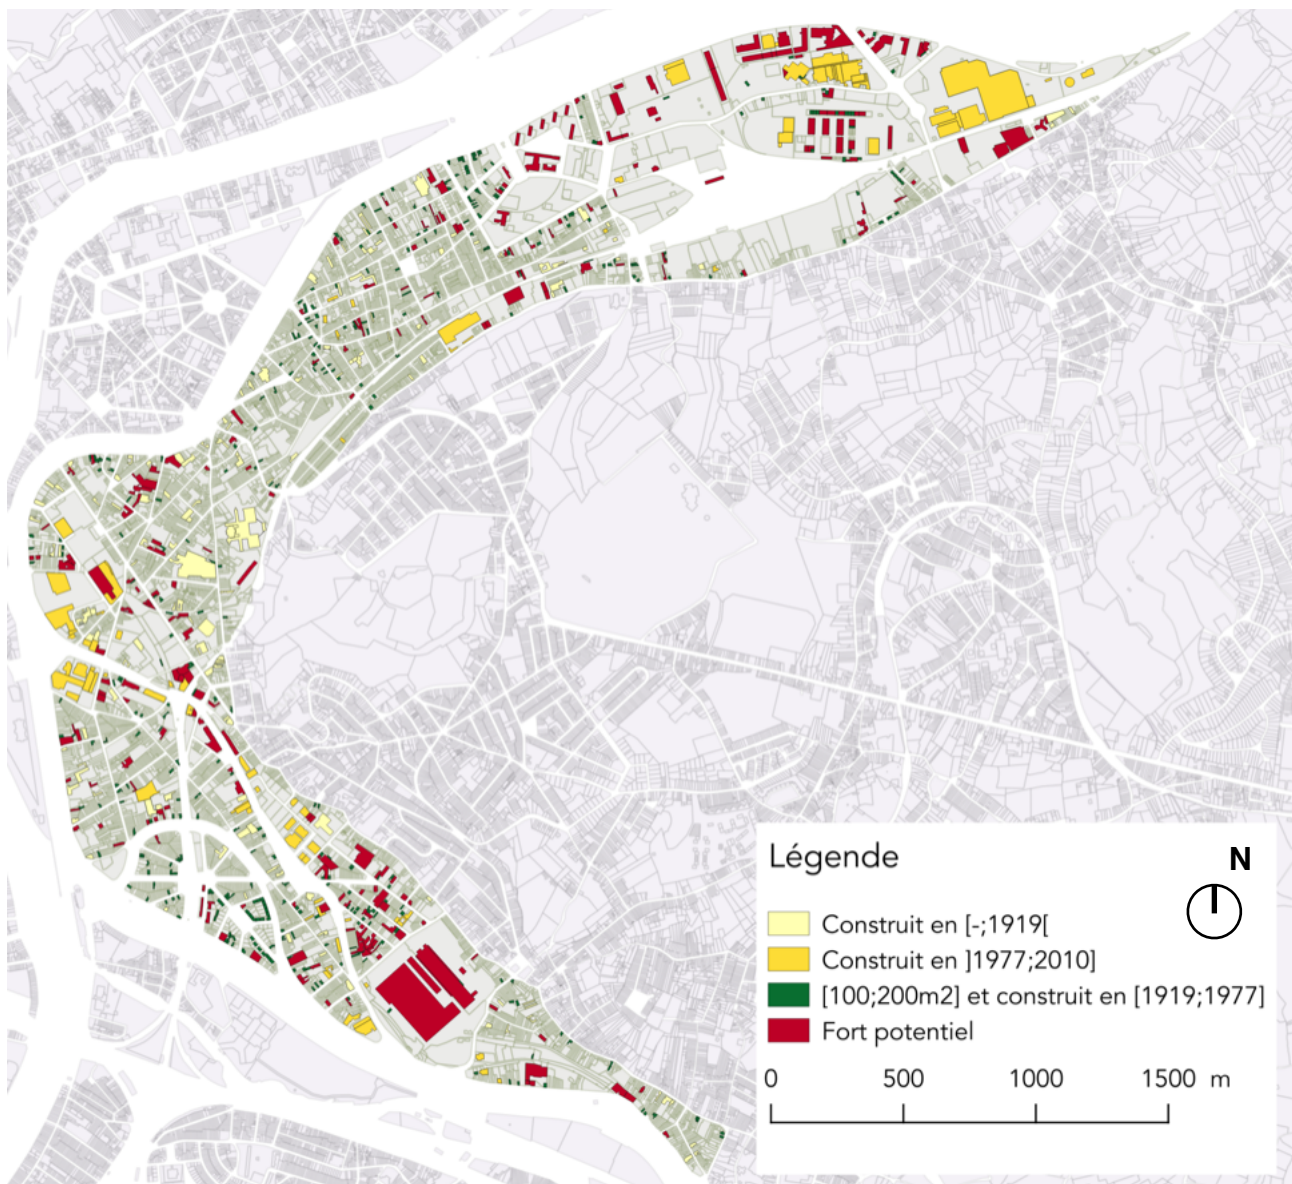 Légende
N
Construit en [-;1919[
Construit en ]1977;2010]
[100;200m2] et construit en [1919;1977]
Fort potentiel
0 500 1000 1500 m